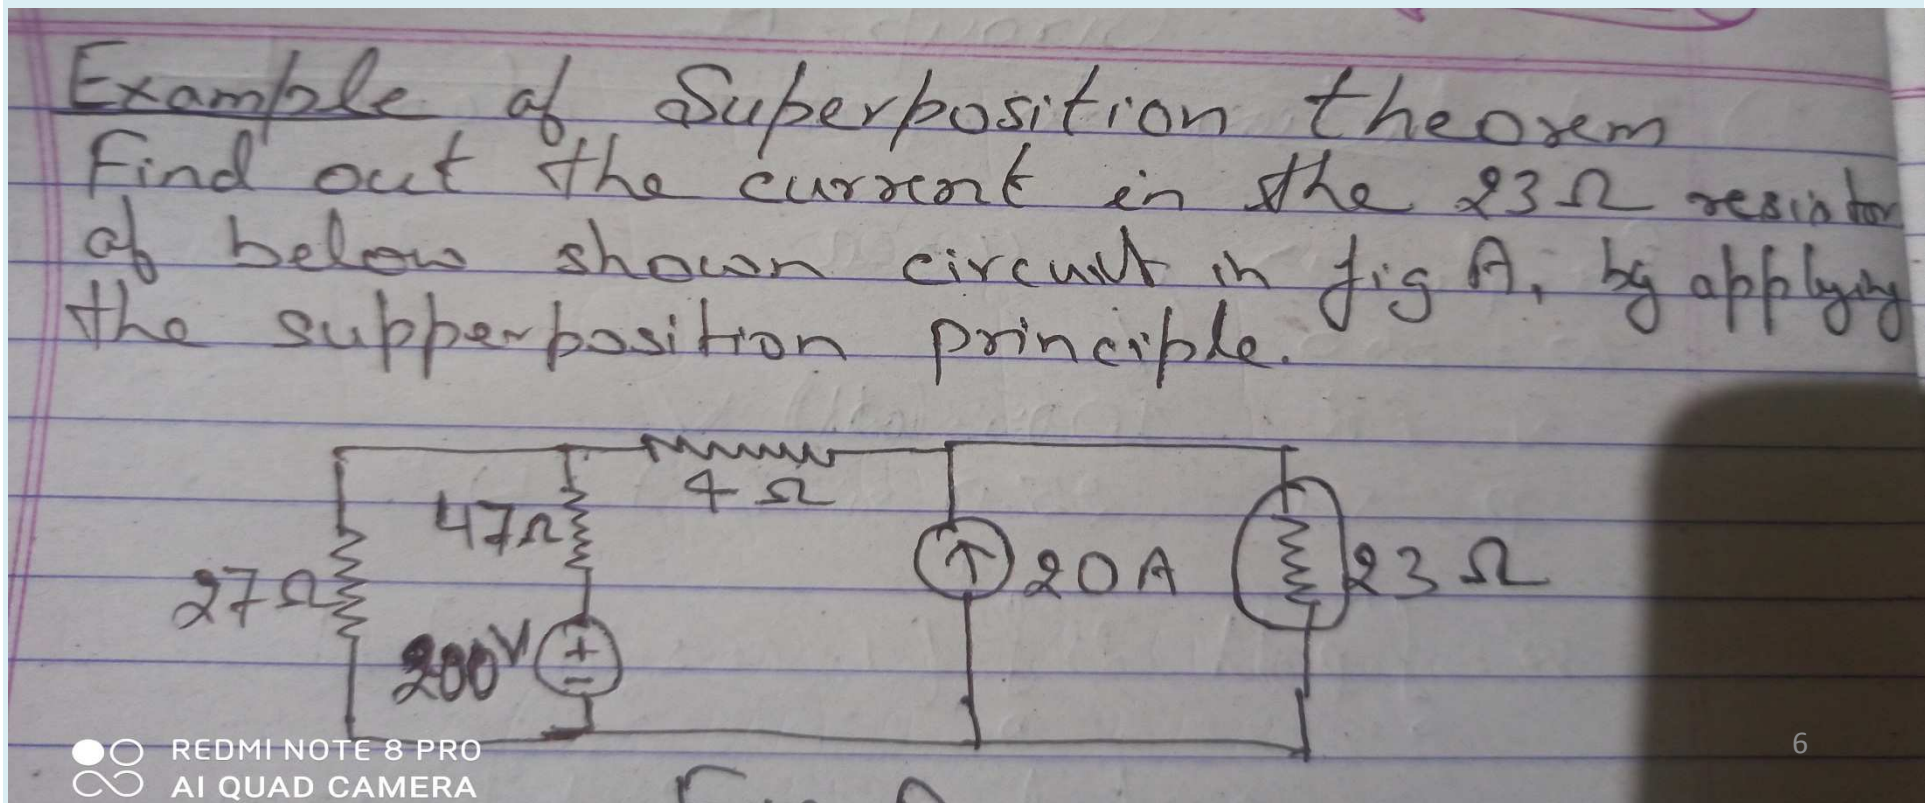 Example of Superposition theorem
Find out the current in the 23Ω resistor
of below shown circuit in fig A, by applying
the supperposition principle.
4Ω
47Ω
27Ω
20A
23Ω
200V
+
-
REDMI NOTE 8 PRO
AI QUAD CAMERA
6